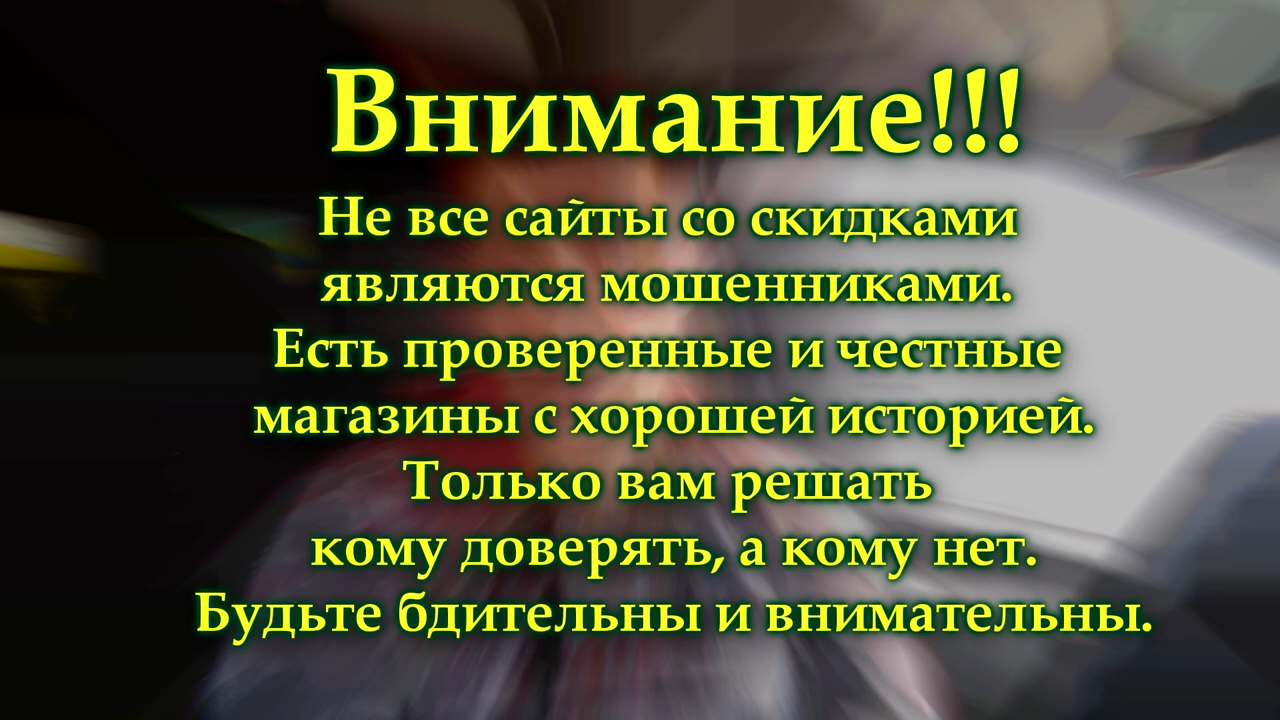 Внимание!!!
Не все сайты со скидками
являются мошенниками.
Есть проверенные и честные
магазины с хорошей историей.
Только вам решать
кому доверять, а кому нет.
Будьте бдительны и внимательны.